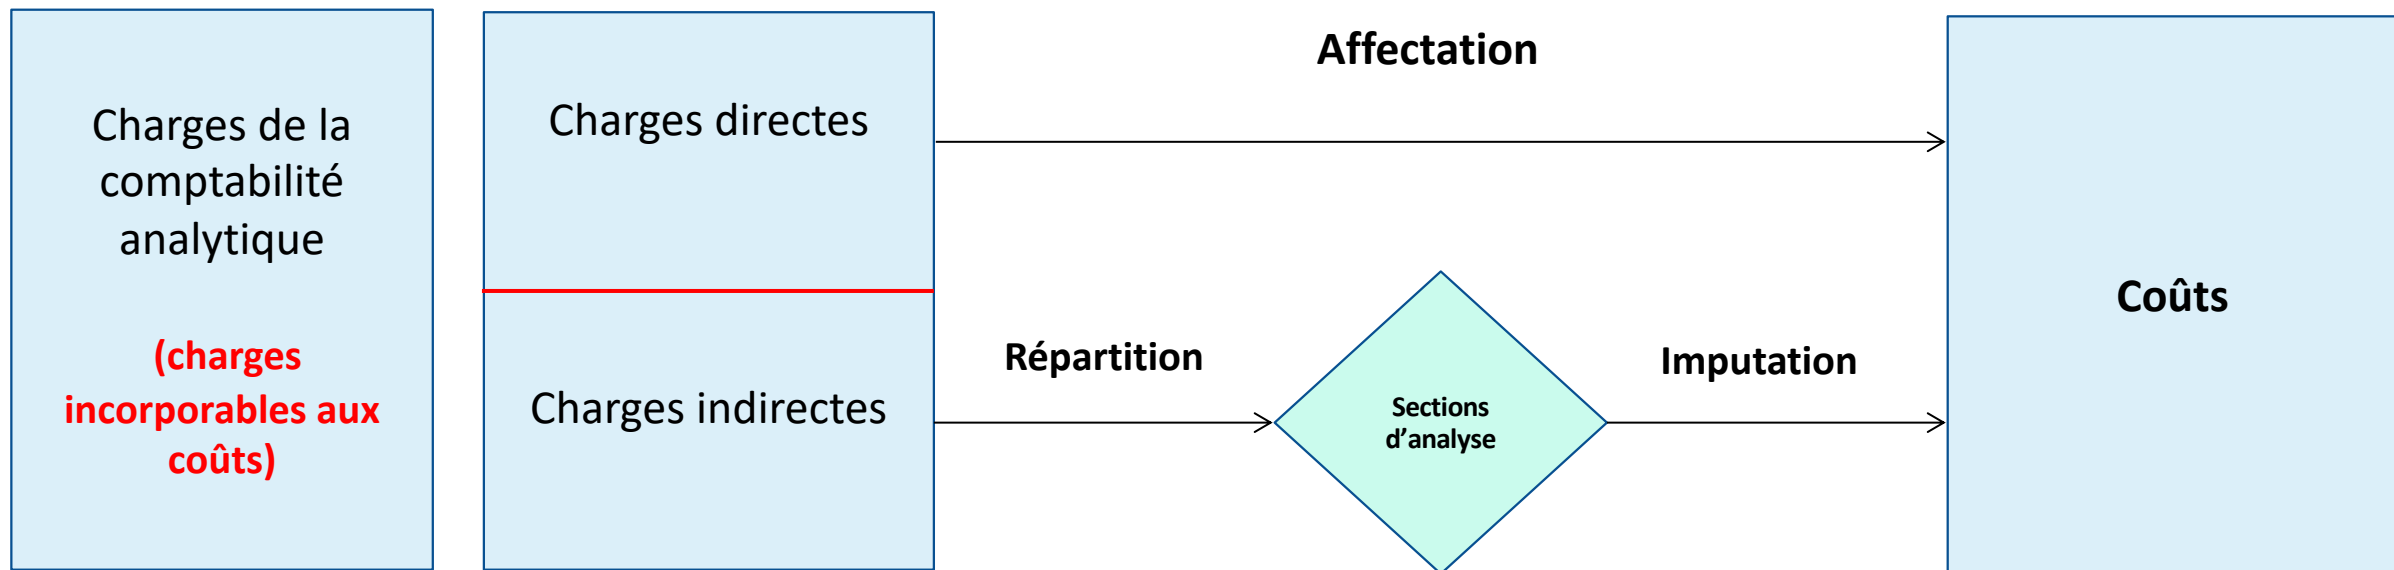 Charges de la
comptabilité
analytique
(charges
incorporables aux
coûts)
Charges directes
Charges indirectes
Affectation
Répartition
Sections
d’analyse
Imputation
Coûts